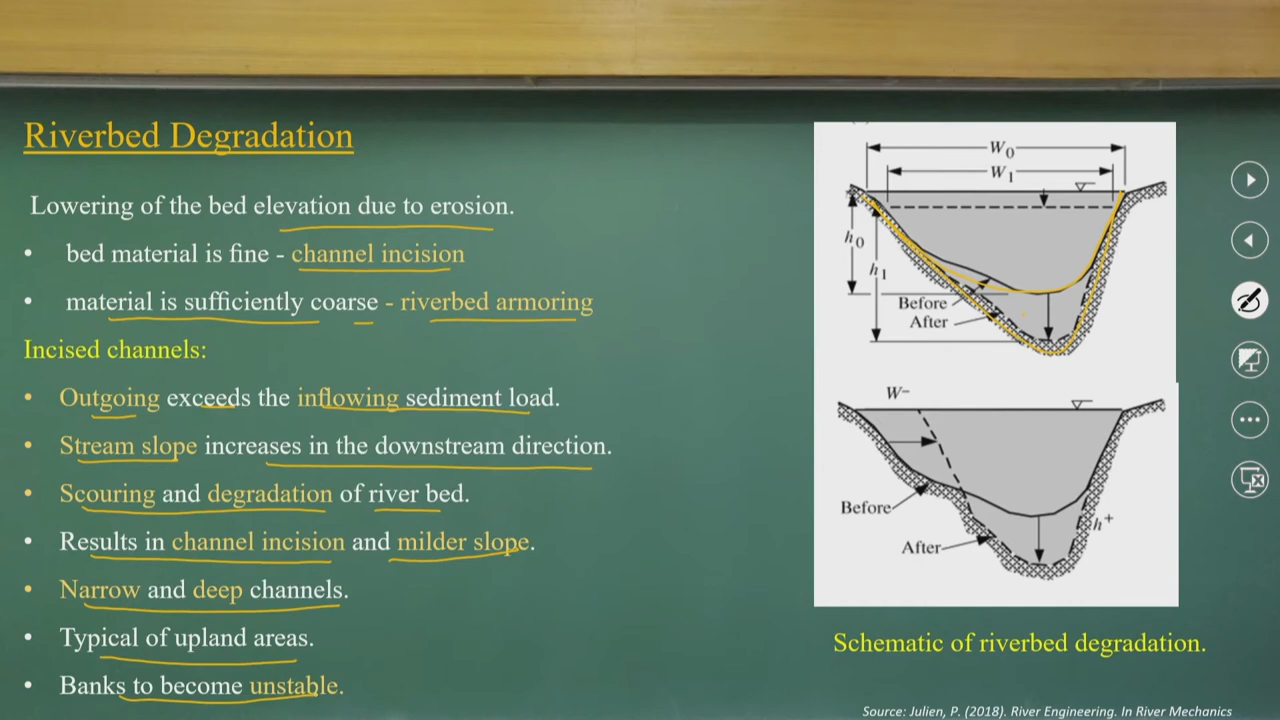 Riverbed Degradation
Lowering of the bed elevation due to erosion.
• bed material is fine - channel incision
• material is sufficiently coarse - riverbed armoring
Incised channels:
• Outgoing exceeds the inflowing sediment load.
• Stream slope increases in the downstream direction.
• Scouring and degradation of river bed.
• Results in channel incision and milder slope.
• Narrow and deep channels.
• Typical of upland areas.
• Banks to become unstable.
W0
W1
h0
h1
Before
After
W−
Before
h+
After
Schematic of riverbed degradation.
Source: Julien, P. (2018). River Engineering. In River Mechanics